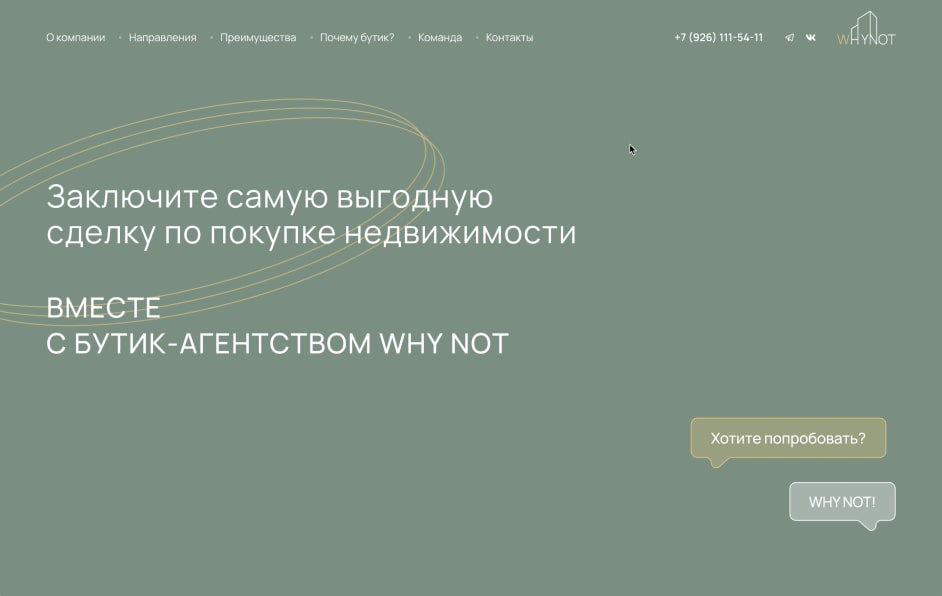 О компании • Направления • Преимущества • Почему бутик? • Команда • Контакты
+7 (926) 111-54-11
WHYNOT
Заключите самую выгодную
сделку по покупке недвижимости
ВМЕСТЕ
С БУТИК-АГЕНТСТВОМ WHY NOT
Хотите попробовать?
WHY NOT!